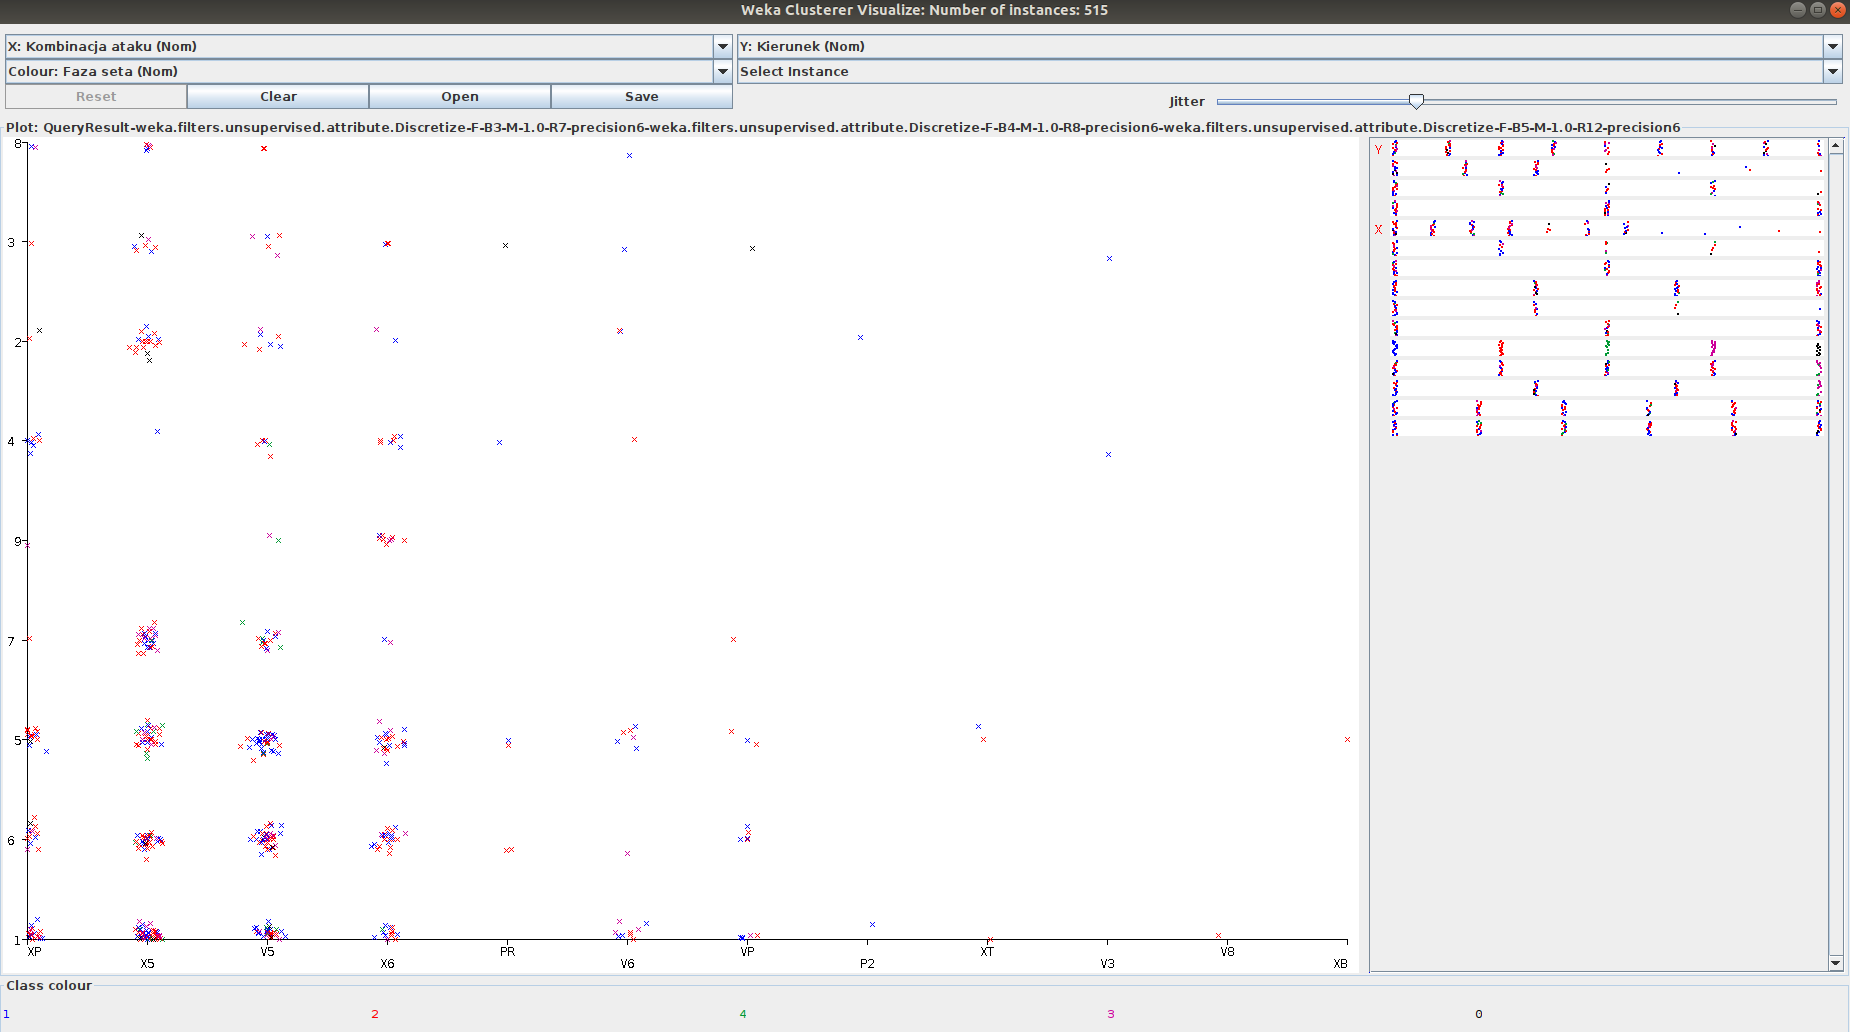 Weka Clusterer Visualize: Number of instances: 515
X: Kombinacja ataku (Nom)
Y: Kierunek (Nom)
Colour: Faza seta (Nom)
Select Instance
Reset
Clear
Open
Save
Jitter
Plot: QueryResult-weka.filters.unsupervised.attribute.Discretize-F-B3-M-1.0-R7-precision6-weka.filters.unsupervised.attribute.Discretize-F-B4-M-1.0-R8-precision6-weka.filters.unsupervised.attribute.Discretize-F-B5-M-1.0-R12-precision6
8
3
2
4
9
7
5
6
1
XP
X5
V5
X6
PR
V6
VP
P2
XT
V3
V8
XB
Y
X
Class colour
1
2
4
3
0